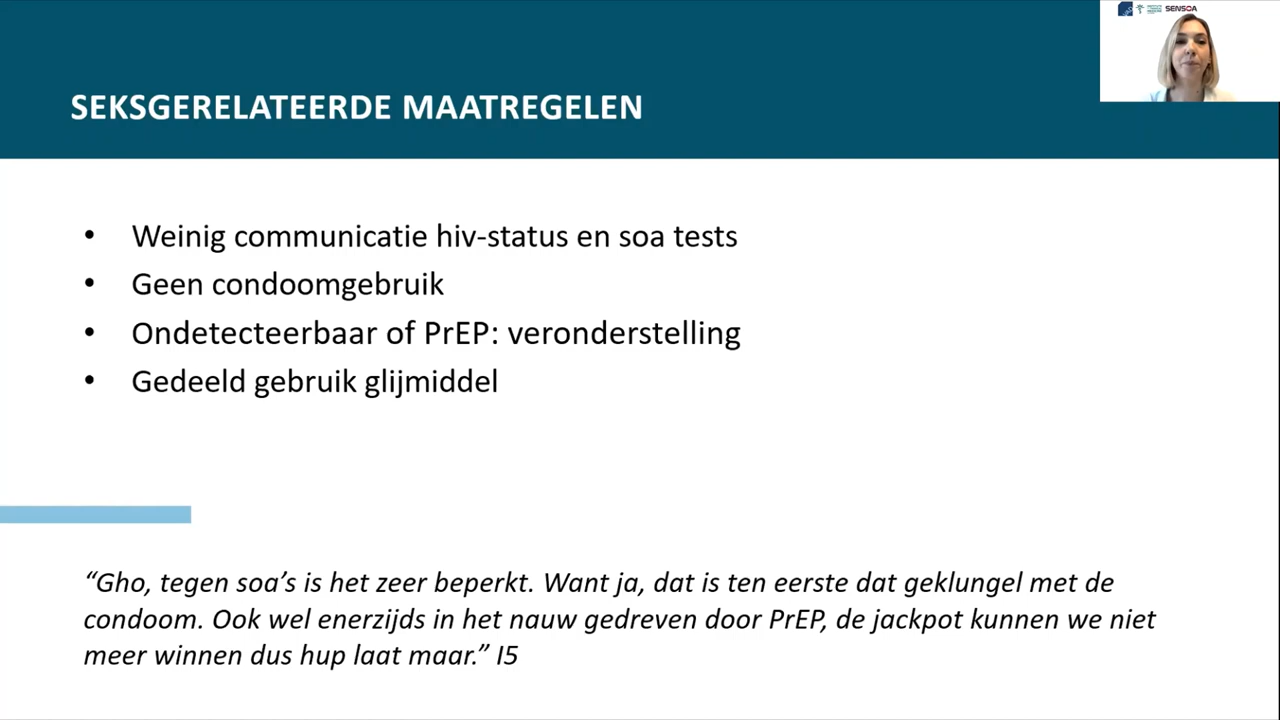 SENSOA
SEKSGERELATEERDE MAATREGELEN
• Weinig communicatie hiv-status en soa tests
• Geen condoomgebruik
• Ondetecteerbaar of PrEP: veronderstelling
• Gedeeld gebruik glijmiddel
“Gho, tegen soa’s is het zeer beperkt. Want ja, dat is ten eerste dat geklungel met de
condoom. Ook wel enerzijds in het nauw gedreven door PrEP, de jackpot kunnen we niet
meer winnen dus hup laat maar.” I5